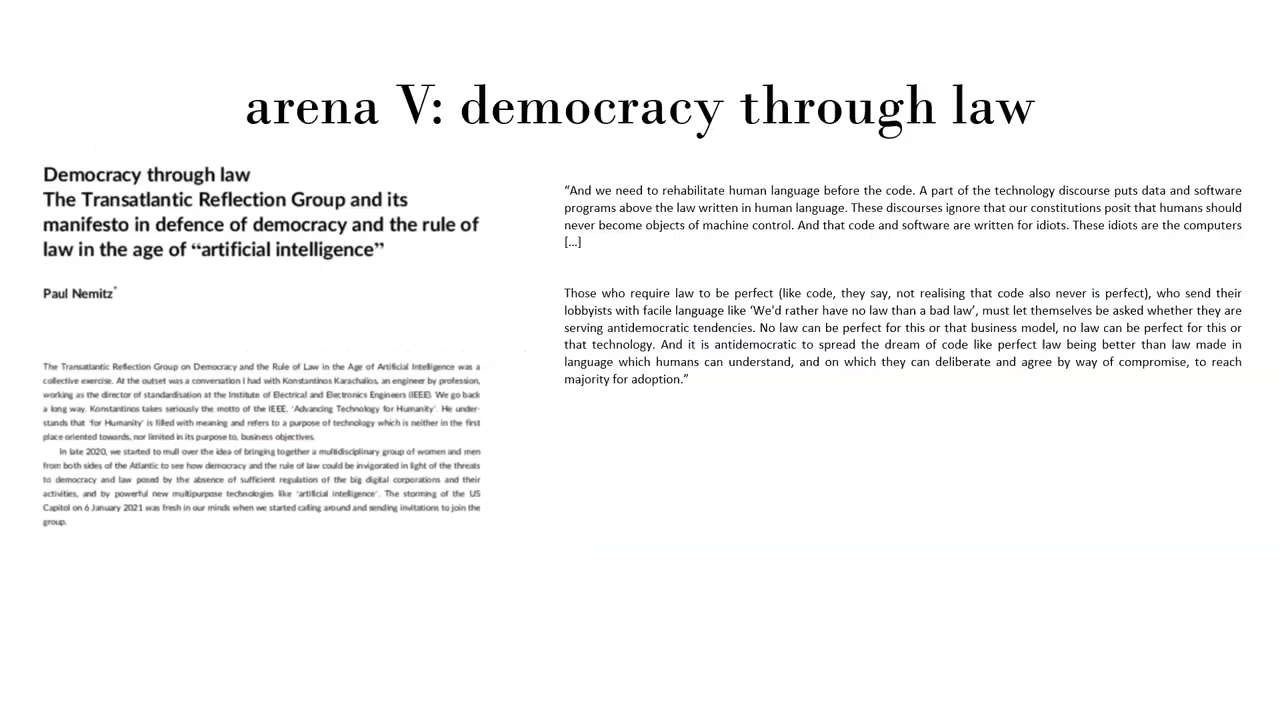 arena V: democracy through law
Democracy through law
The Transatlantic Reflection Group and its
manifesto in defence of democracy and the rule of
law in the age of “artificial intelligence”
Paul Nemitz*
The Transatlantic Reflection Group on Democracy and the Rule of Law in the Age of Artificial Intelligence was a
collective exercise. At the outset was a conversation I had with Konstantinos Karachalios, an engineer by profession,
working as the director of standardisation at the Institute of Electrical and Electronics Engineers (IEEE). We go back
a long way. Konstantinos takes seriously the motto of the IEEE, ‘Advancing Technology for Humanity’. He under-
stands that ‘for Humanity’ is filled with meaning and refers to a purpose of technology which is neither in the first
place oriented towards, nor limited in its purpose to, business objectives.
In late 2020, we started to mull over the idea of bringing together a multidisciplinary group of women and men
from both sides of the Atlantic to see how democracy and the rule of law could be invigorated in light of the threats
to democracy and law posed by the absence of sufficient regulation of the big digital corporations and their
activities, and by powerful new multipurpose technologies like ‘artificial intelligence’. The storming of the US
Capitol on 6 January 2021 was fresh in our minds when we started calling around and sending invitations to join the
group.
“And we need to rehabilitate human language before the code. A part of the technology discourse puts data and software
programs above the law written in human language. These discourses ignore that our constitutions posit that humans should
never become objects of machine control. And that code and software are written for idiots. These idiots are the computers
[...]
Those who require law to be perfect (like code, they say, not realising that code also never is perfect), who send their
lobbyists with facile language like ‘We'd rather have no law than a bad law’, must let themselves be asked whether they are
serving antidemocratic tendencies. No law can be perfect for this or that business model, no law can be perfect for this or
that technology. And it is antidemocratic to spread the dream of code like perfect law being better than law made in
language which humans can understand, and on which they can deliberate and agree by way of compromise, to reach
majority for adoption.”